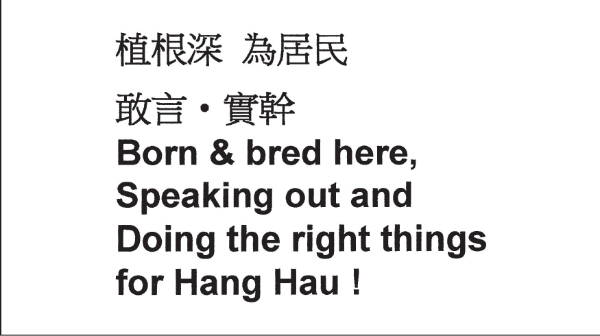 植根深 為居民
敢言•實幹
Born & bred here,
Speaking out and
Doing the right things
for Hang Hau !